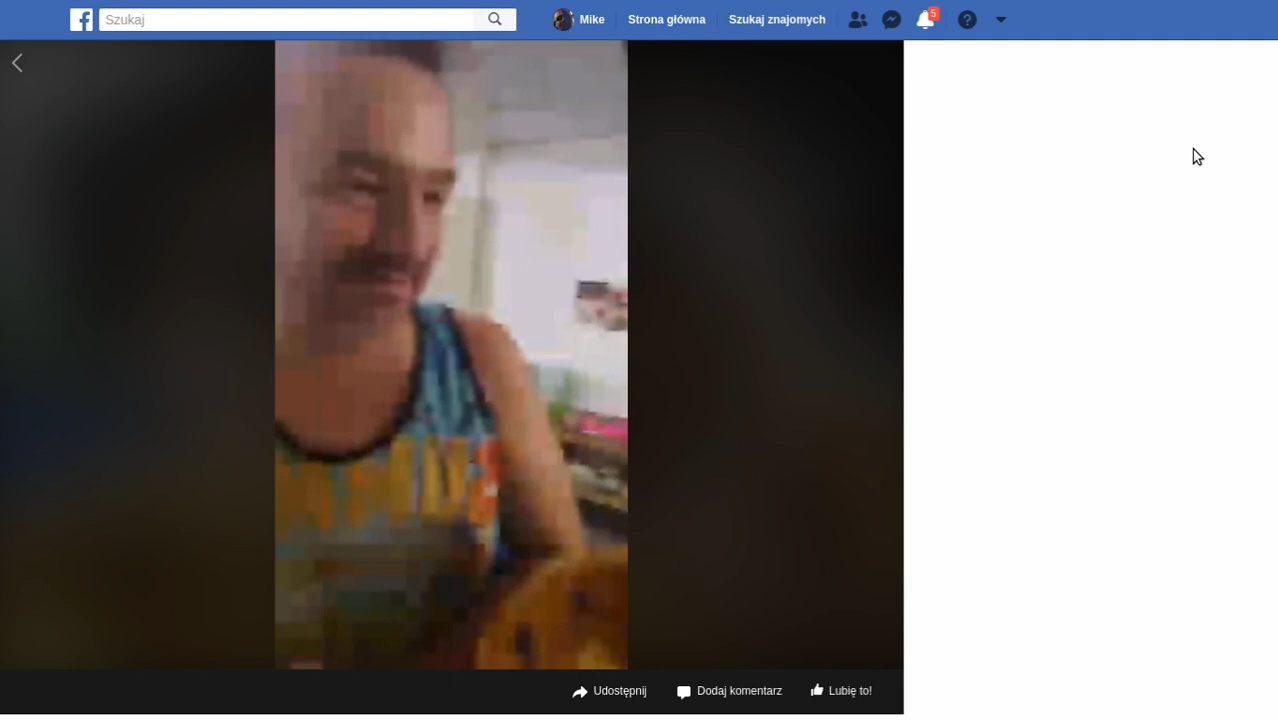 Szukaj
Mike
Strona główna
Szukaj znajomych
5
Udostępnij
Dodaj komentarz
Lubię to!